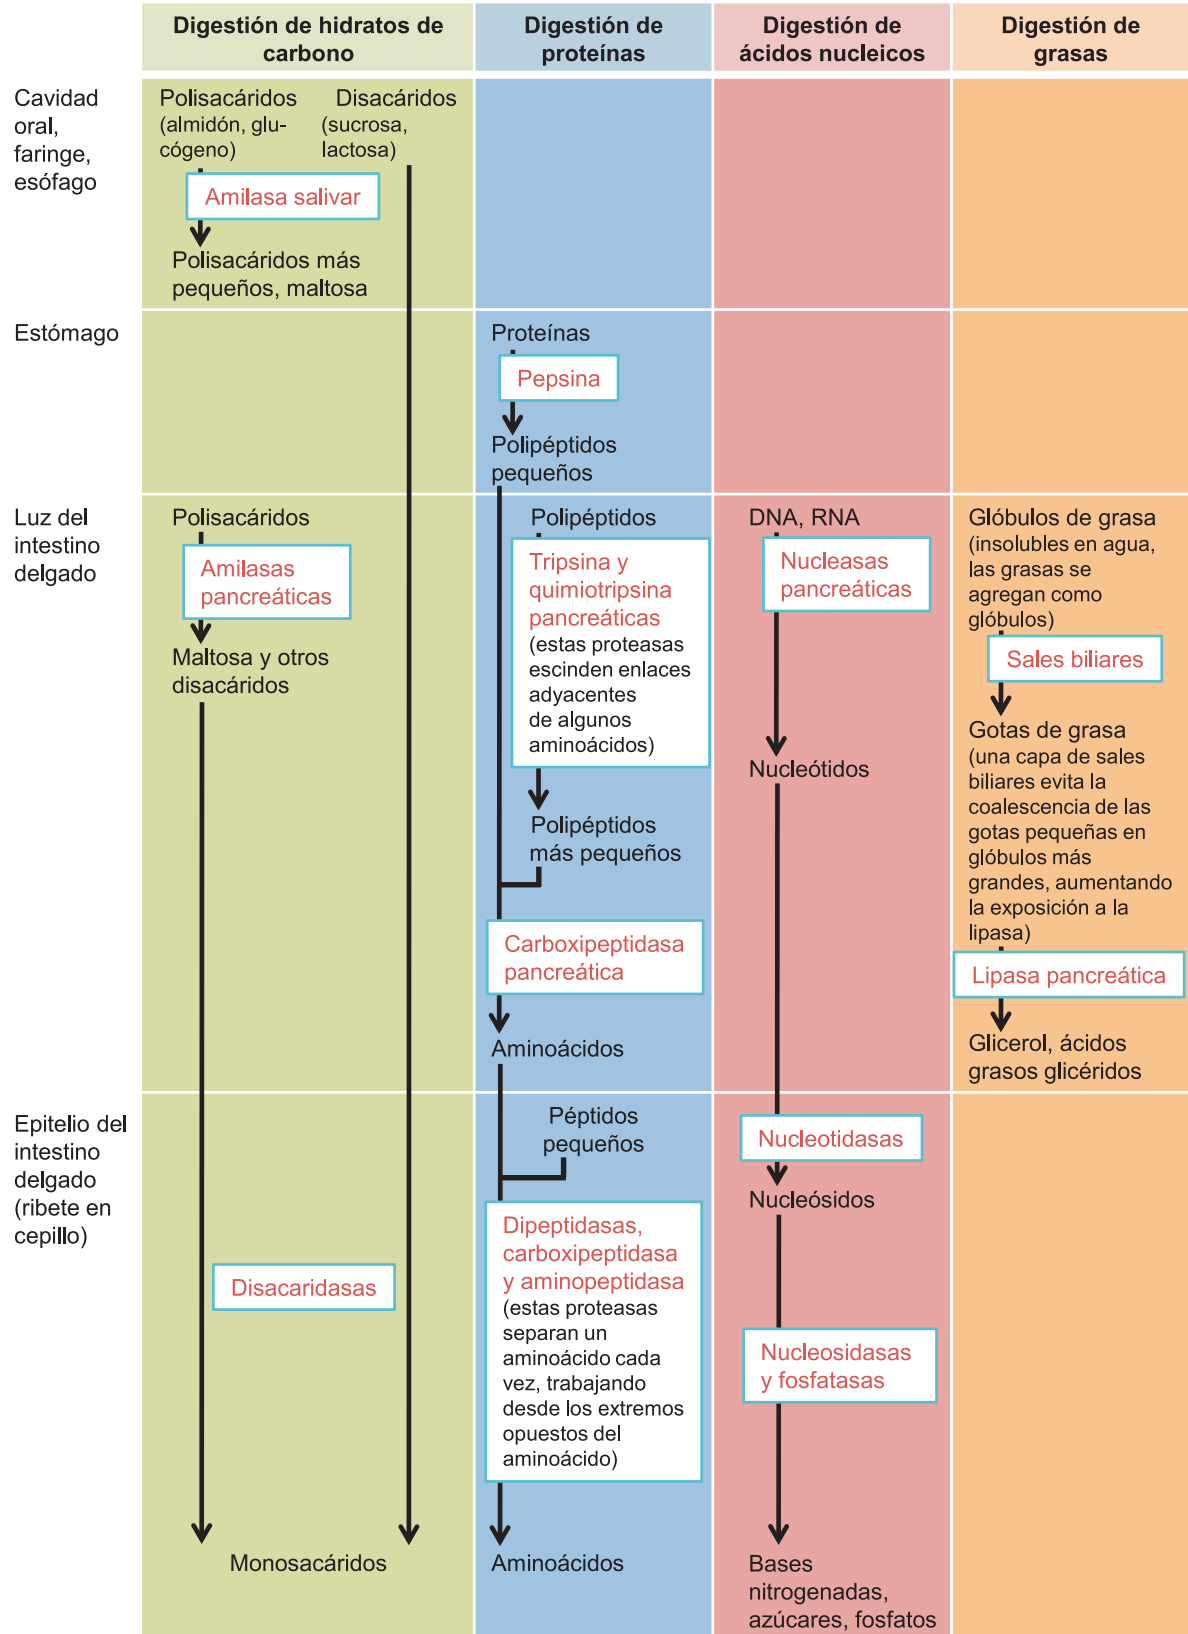 Digestión de hidratos de
carbono
Digestión de
proteínas
Digestión de
ácidos nucleicos
Digestión de
grasas
Cavidad
oral,
faringe,
esófago
Polisacáridos
(almidón, glu-
cógeno)
Disacáridos
(sucrosa,
lactosa)
Amilasa salivar
Polisacáridos más
pequeños, maltosa
Estómago
Proteínas
Pepsina
Polipéptidos
pequeños
Luz del
intestino
delgado
Polisacáridos
Amilasas
pancreáticas
Maltosa y otros
disacáridos
Polipéptidos
Tripsina y
quimiotripsina
pancreáticas
(estas proteasas
escinden enlaces
adyacentes
de algunos
aminoácidos)
Polipéptidos
más pequeños
Carboxipeptidasa
pancreática
Aminoácidos
DNA, RNA
Nucleasas
pancreáticas
Nucleótidos
Glóbulos de grasa
(insolubles en agua,
las grasas se
agregan como
glóbulos)
Sales biliares
Gotas de grasa
(una capa de sales
biliares evita la
coalescencia de las
gotas pequeñas en
glóbulos más
grandes, aumentando
la exposición a la
lipasa)
Lipasa pancreática
Glicerol, ácidos
grasos glicéridos
Epitelio del
intestino
delgado
(ribete en
cepillo)
Disacaridasas
Monosacáridos
Péptidos
pequeños
Dipeptidasas,
carboxipeptidasa
y aminopeptidasa
(estas proteasas
separan un
aminoácido cada
vez, trabajando
desde los extremos
opuestos del
aminoácido)
Aminoácidos
Nucleotidasas
Nucleósidos
Nucleosidasas
y fosfatasas
Bases
nitrogenadas,
azúcares, fosfatos